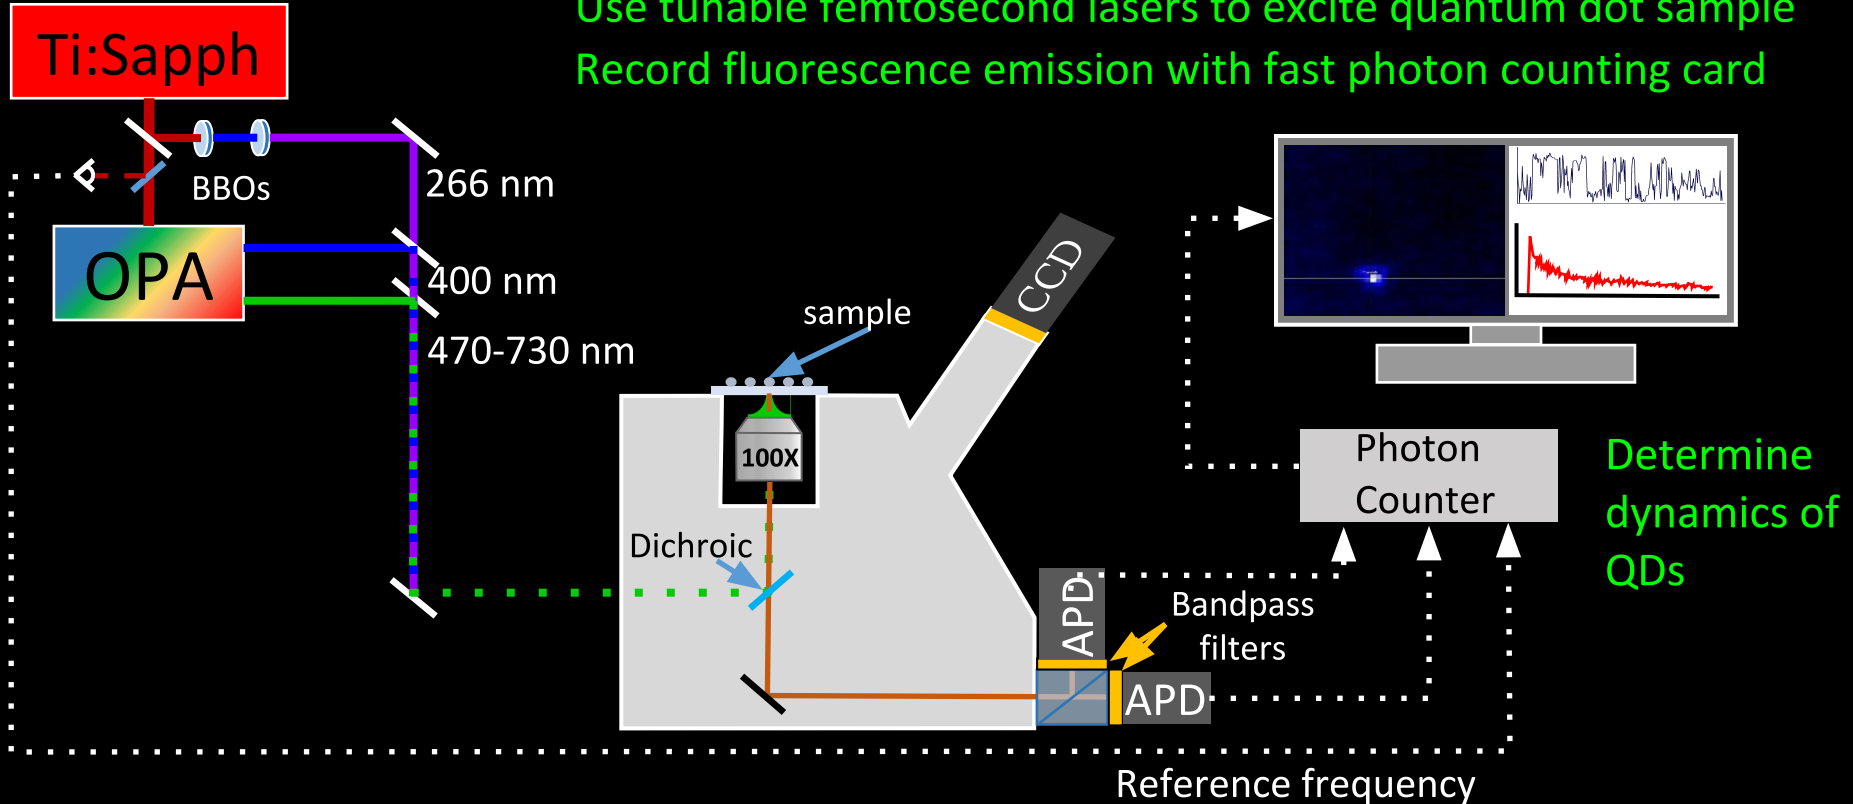 Use tunable femtosecond lasers to excite quantum dot sample
Record fluorescence emission with fast photon counting card
Ti:Sapph
BBOs
266 nm
OPA
400 nm
470-730 nm
sample
CCD
100X
Dichroic
Photon
Counter
Determine
dynamics of
QDs
APD
Bandpass
filters
APD
Reference frequency